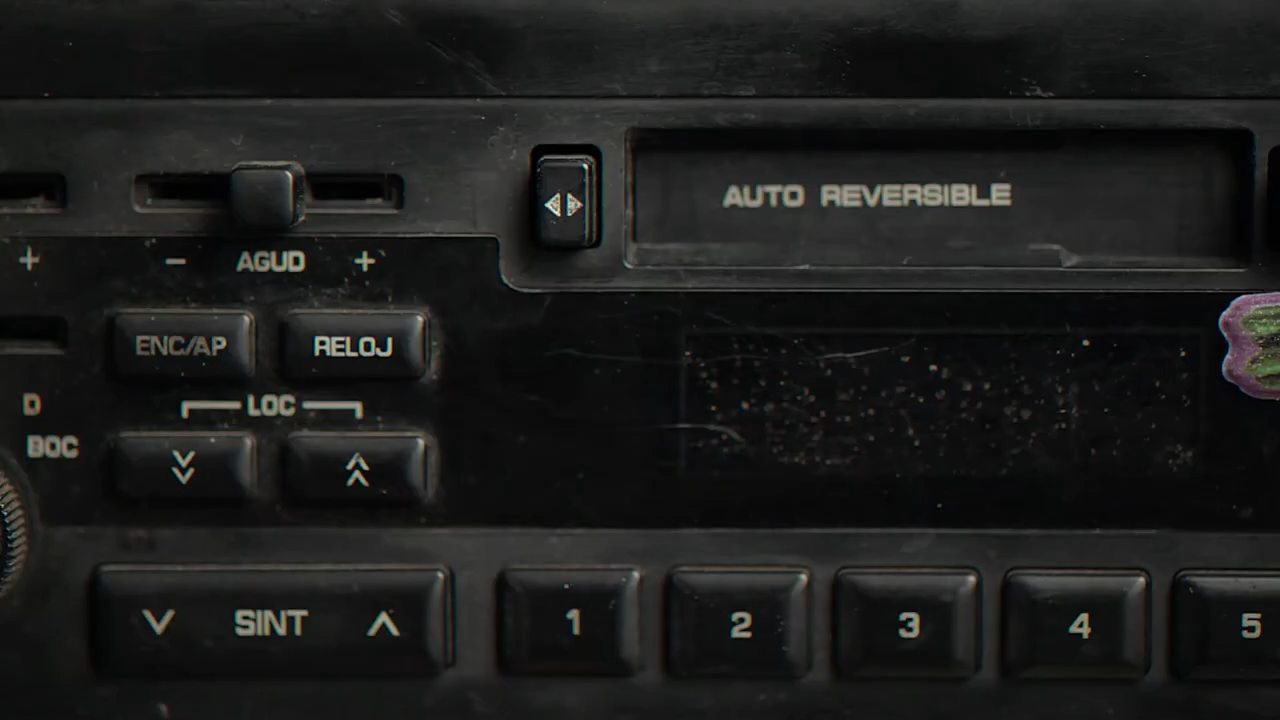 AUTO REVERSIBLE
+ - AGUD +
ENC/AP RELOJ
D LOC
BOC
SINT 1 2 3 4 5